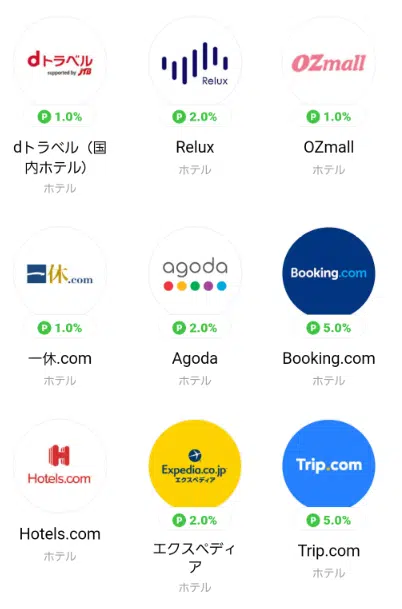 dトラベル
supported by JTB
Relux
OZmall
P 1.0%
P 2.0%
P 1.0%
dトラベル（国
内ホテル）
Relux
OZmall
ホテル
ホテル
ホテル
一休.com
agoda
Booking.com
P 1.0%
P 2.0%
P 5.0%
一休.com
Agoda
Booking.com
ホテル
ホテル
ホテル
Hotels.com
Expedia.co.jp
エクスペディア
Trip.com
P 2.0%
P 5.0%
Hotels.com
エクスペディ
ア
Trip.com
ホテル
ホテル
ホテル